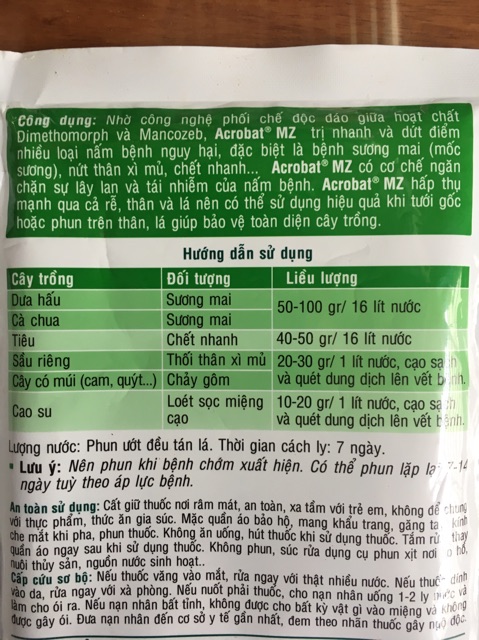 Công dụng: Nhờ công nghệ phối chế độc đáo giữa hoạt chất
Dimethomorph và Mancozeb, Acrobat® MZ trị nhanh và dứt điểm
nhiều loại nấm bệnh nguy hại, đặc biệt là bệnh sương mai (mốc
sương), nứt thân xì mủ, chết nhanh... Acrobat® MZ có cơ chế ngăn
chặn sự lây lan và tái nhiễm của nấm bệnh. Acrobat® MZ hấp thụ
mạnh qua cả rễ, thân và lá nên có thể sử dụng hiệu quả khi tưới gốc
hoặc phun trên thân, lá giúp bảo vệ toàn diện cây trồng.
Hướng dẫn sử dụng
Cây trồng Đối tượng Liều lượng
Dưa hấu Sương mai 50-100 gr/ 16 lít nước
Cà chua Sương mai
Tiêu Chết nhanh 40-50 gr/ 16 lít nước
Sầu riêng Thối thân xì mủ 20-30 gr/ 1 lít nước, cạo sạch
Cây có múi (cam, quýt...) Chảy gôm và quét dung dịch lên vết bệnh.
Cao su Loét sọc miệng cạo 10-20 gr/ 1 lít nước, cạo sạch
và quét dung dịch lên vết bệnh.
Lượng nước: Phun ướt đều tán lá. Thời gian cách ly: 7 ngày.
• Lưu ý: Nên phun khi bệnh chớm xuất hiện. Có thể phun lặp lại 7-14
ngày tuỳ theo áp lực bệnh.
An toàn sử dụng: Cất giữ thuốc nơi râm mát, an toàn, xa tầm với trẻ em, không để chung
với thực phẩm, thức ăn gia súc. Mặc quần áo bảo hộ, mang khẩu trang, găng kính
che mắt khi pha, phun thuốc. Không ăn uống, hút thuốc khi sử dụng thuốc. Tắm rửa thay
quần áo ngay sau khi sử dụng thuốc. Không phun, súc rửa dụng cụ phun xịt nơi ao hồ,
nuôi thủy sản, nguồn nước sinh hoạt..
Cấp cứu sơ bộ: Nếu thuốc văng vào mắt, rửa ngay với thật nhiều nước. Nếu thuốc dính
vào da, rửa ngay với xà phòng. Nếu nuốt phải thuốc, cho nạn nhân uống 1-2 ly nước và
làm cho ói ra. Nếu nạn nhân bất tỉnh, không được cho bất kỳ vật gì vào miệng và không
được gây ói. Đưa nạn nhân đến cơ sở y tế gần nhất, đem theo nhãn thuốc gây ngộ độc.